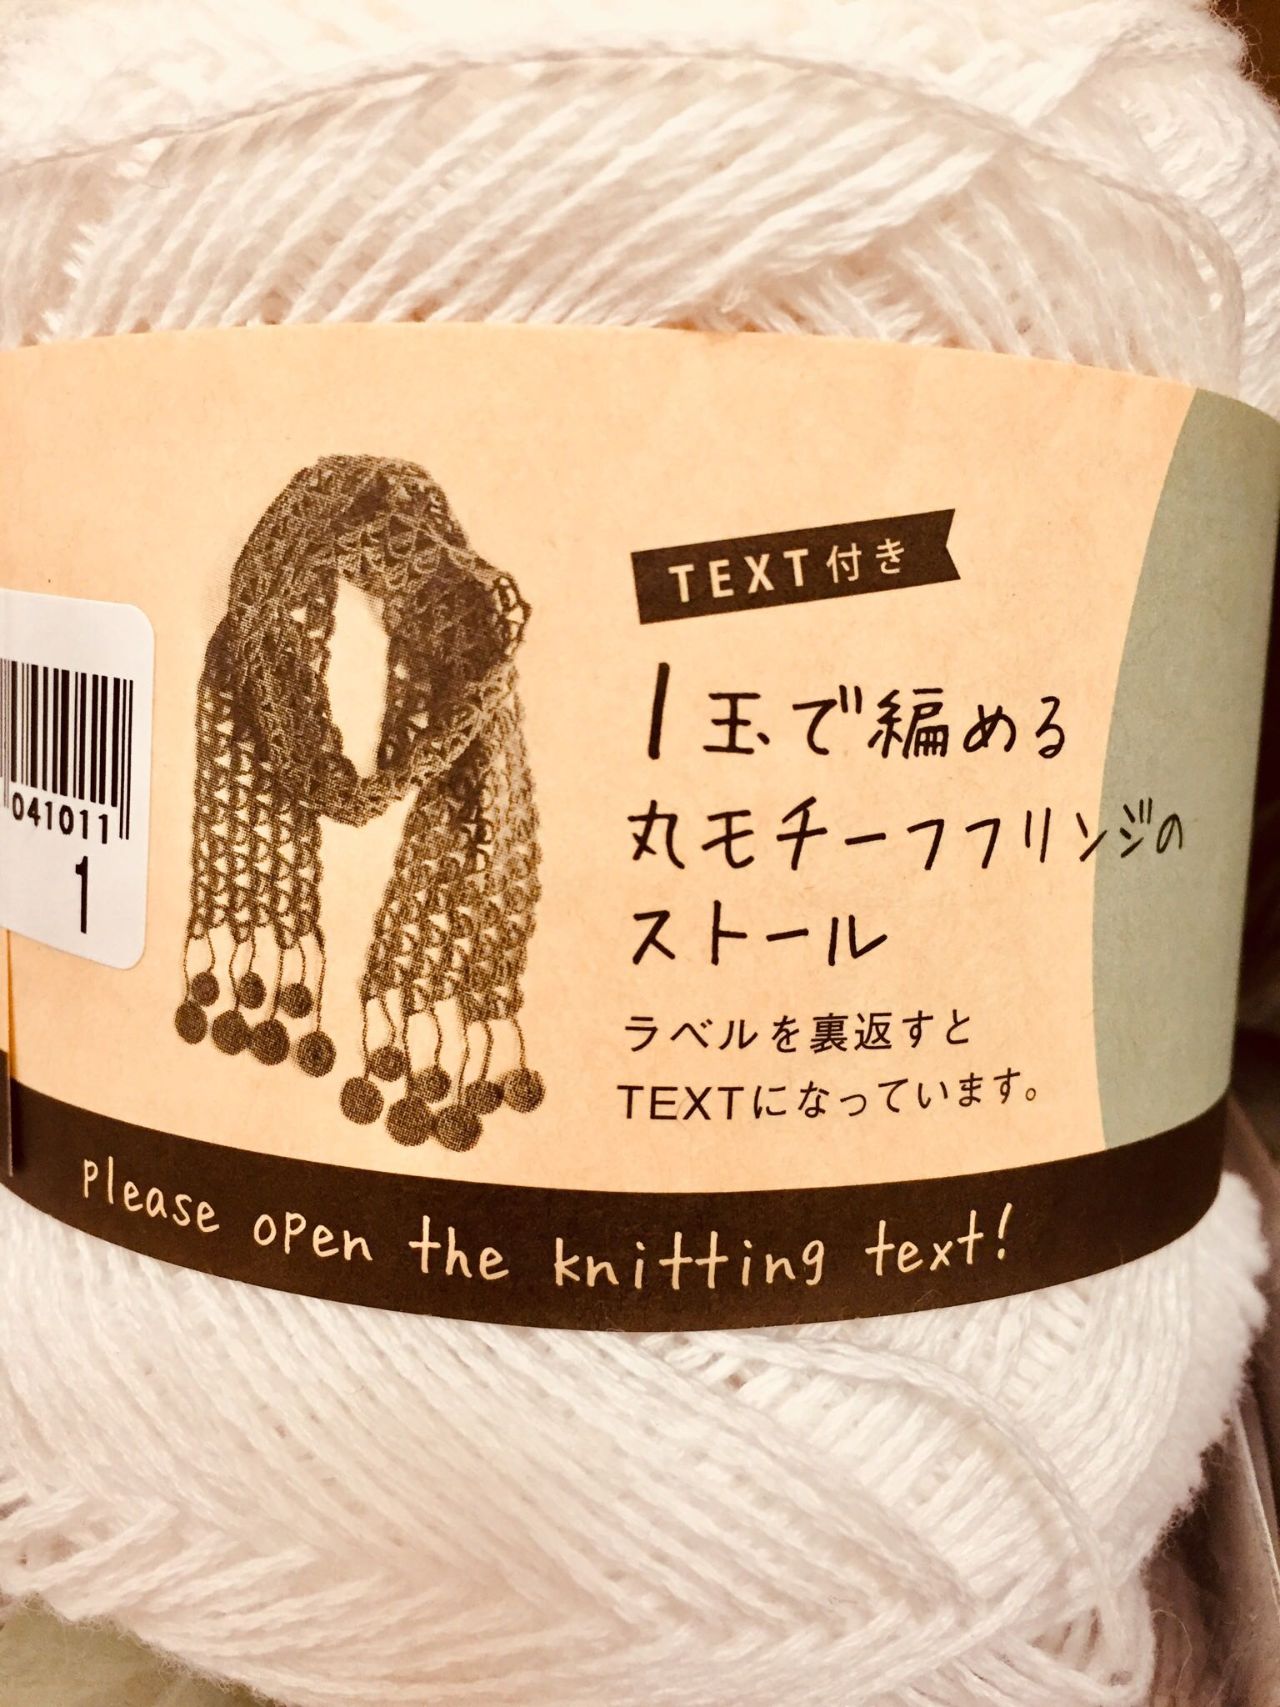 TEXT付き
1玉で編める
丸モチーフフリンジの
ストール
ラベルを裏返すと
TEXTになっています。
please open the knitting text!
041011
1